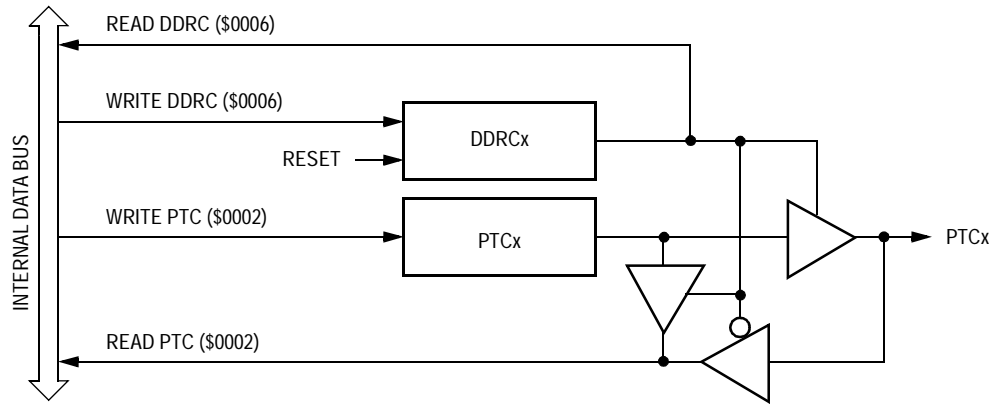 READ DDRC ($0006)
WRITE DDRC ($0006)
DDRCx
RESET
WRITE PTC ($0002)
PTCx
PTCx
INTERNAL DATA BUS
READ PTC ($0002)